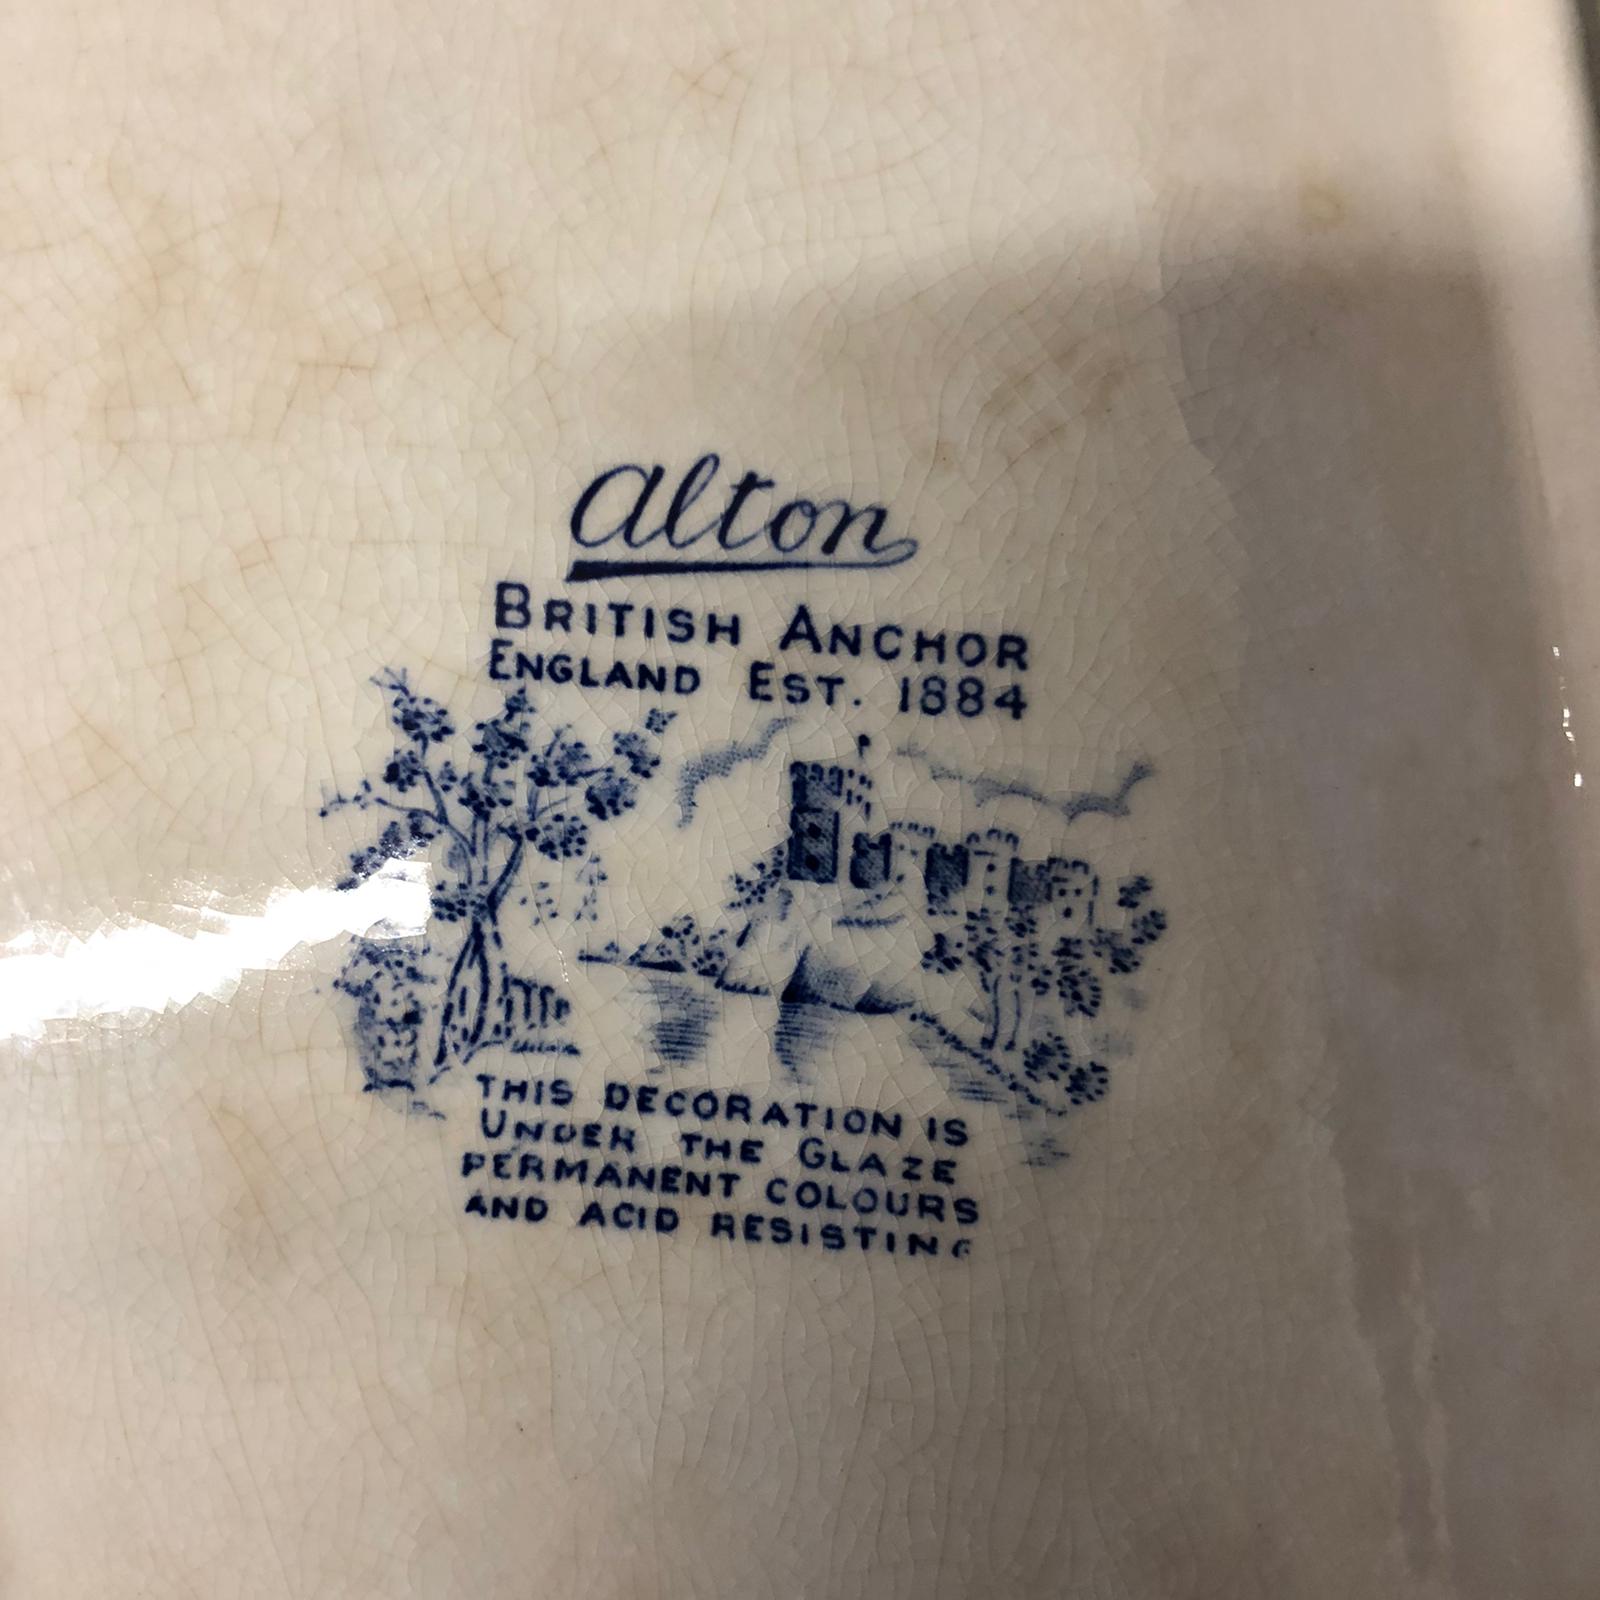 alton
BRITISH ANCHOR
ENGLAND EST. 1884
THIS DECORATION IS
UNDER THE GLAZE
PERMANENT COLOURS
AND ACID RESISTING